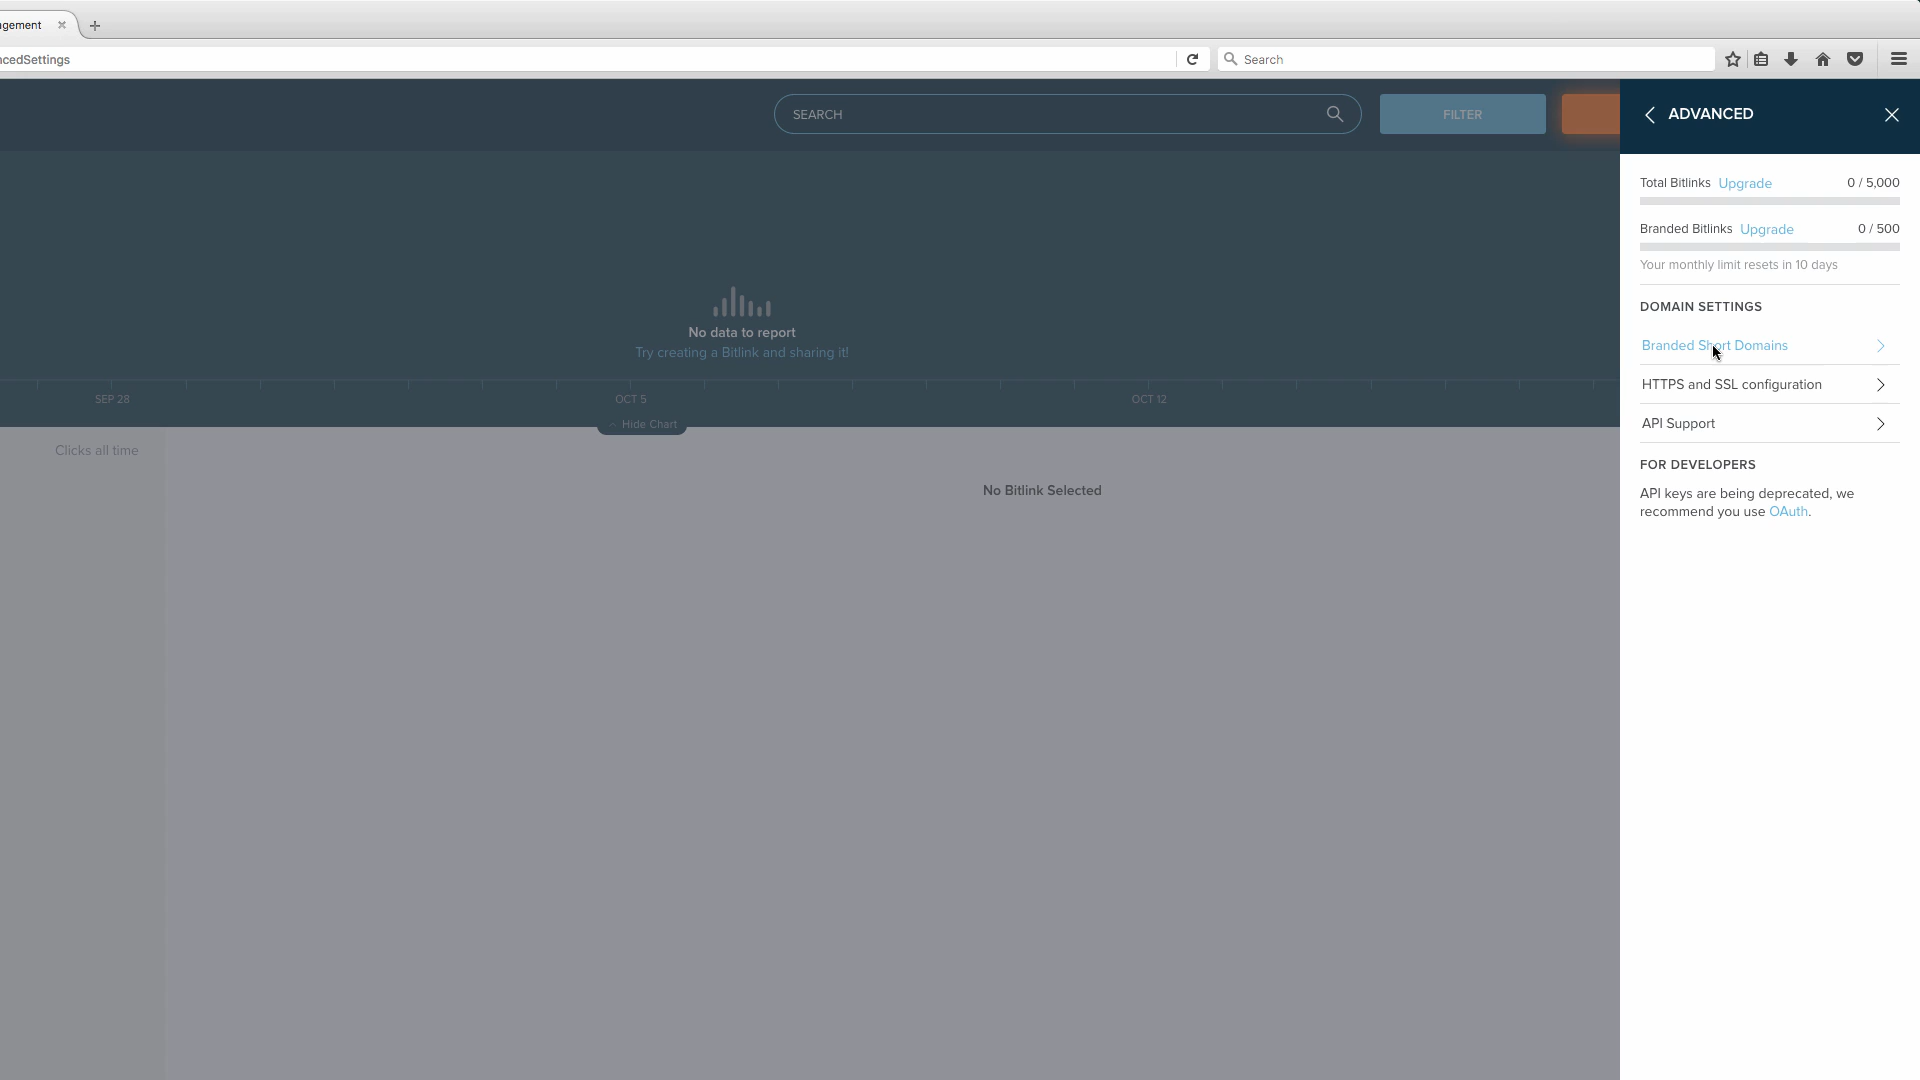 gement
ncedSettings
Search
SEARCH
FILTER
ADVANCED
Total Bitlinks Upgrade 0 / 5,000
Branded Bitlinks Upgrade 0 / 500
Your monthly limit resets in 10 days
DOMAIN SETTINGS
Branded Short Domains
HTTPS and SSL configuration
API Support
FOR DEVELOPERS
API keys are being deprecated, we
recommend you use OAuth.
No data to report
Try creating a Bitlink and sharing it!
SEP 28
OCT 5
OCT 12
Hide Chart
Clicks all time
No Bitlink Selected